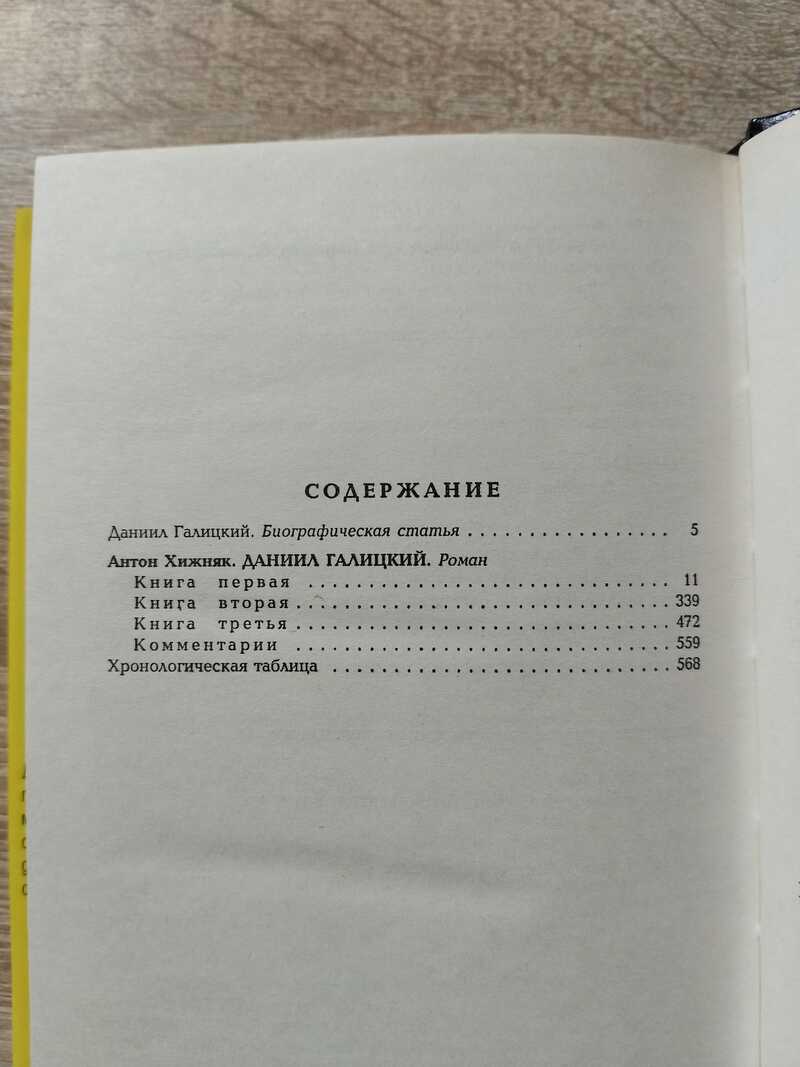 СОДЕРЖАНИЕ
Даниил Галицкий. Биографическая статья . . . . . . . . . . . . . . . . . 5
Антон Хижняк. ДАНИИЛ ГАЛИЦКИЙ. Роман
Книга первая . . . . . . . . . . . . . . . . . . . . . . . . . . . . . . 11
Книга вторая . . . . . . . . . . . . . . . . . . . . . . . . . . . . . . . 339
Книга третья . . . . . . . . . . . . . . . . . . . . . . . . . . . . . . . 472
Комментарии . . . . . . . . . . . . . . . . . . . . . . . . . . . . . . . 559
Хронологическая таблица . . . . . . . . . . . . . . . . . . . . . . . . . . . . 568